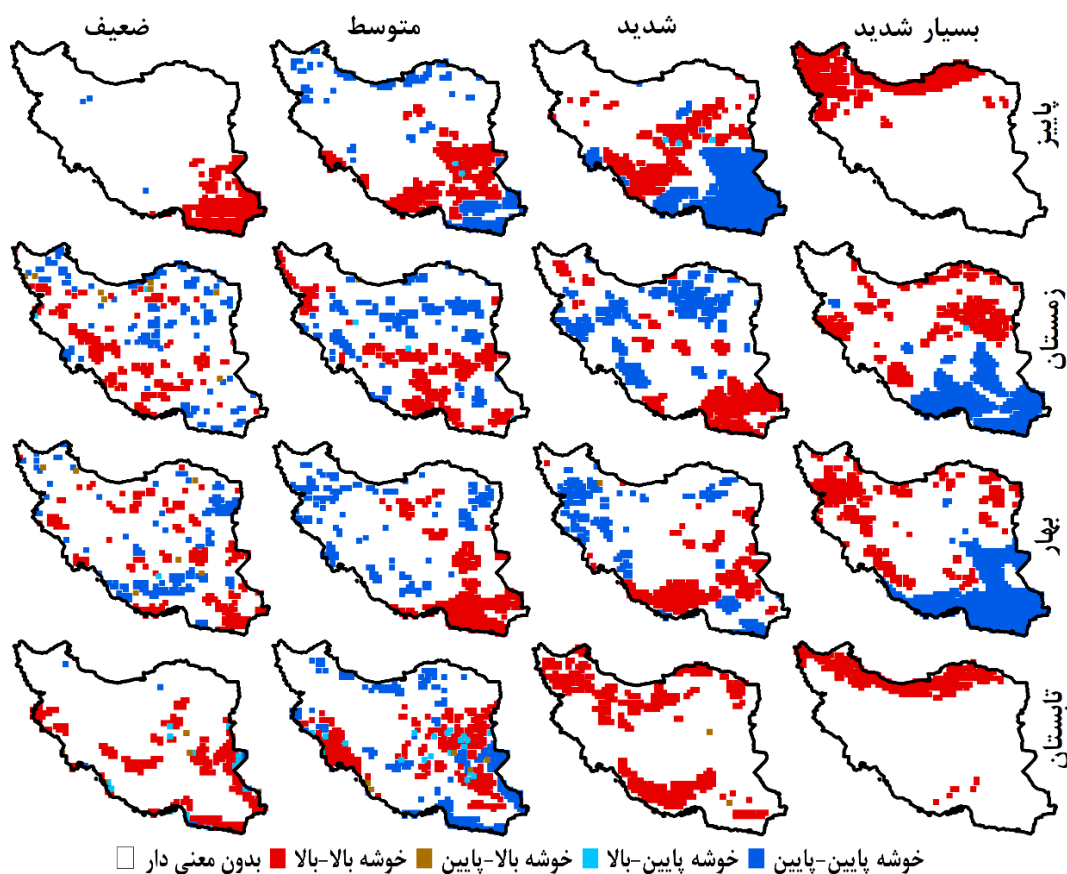 بسیار شدید شدید متوسط ضعیف
پاییز
زمستان
بهار
تابستان
خوشه پایین-پایین خوشه پایین-بالا خوشه بالا-پایین خوشه بالا-بالا بدون معنی دار